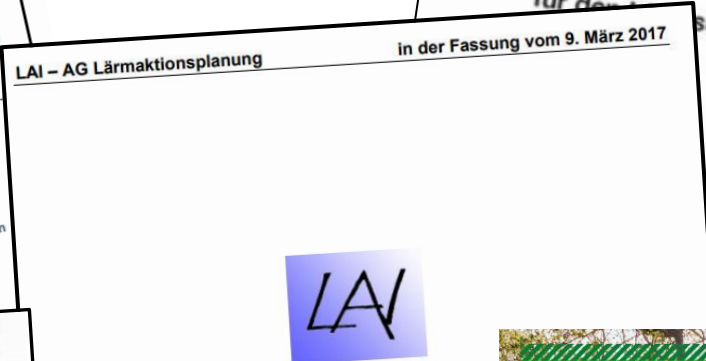 LAI – AG Lärmaktionsplanung in der Fassung vom 9. März 2017
LAI